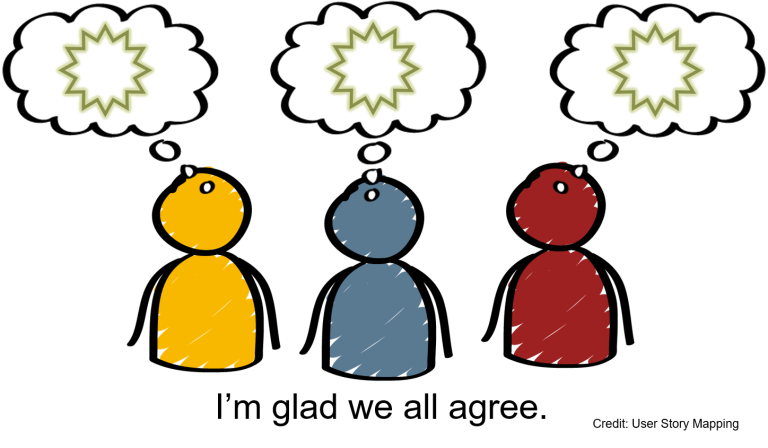 I'm glad we all agree.
Credit: User Story Mapping